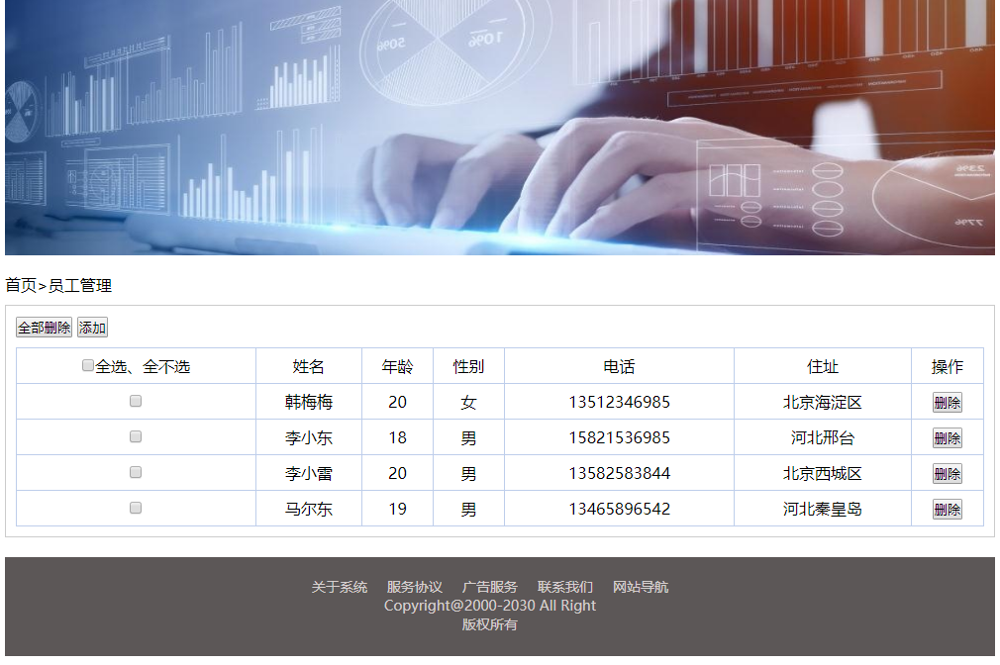 50%
10%
23%
77%
首页>员工管理
全部删除 添加
全选、全不选 姓名 年龄 性别 电话 住址 操作
韩梅梅 20 女 13512346985 北京海淀区 删除
李小东 18 男 15821536985 河北邢台 删除
李小雷 20 男 13582583844 北京西城区 删除
马尔东 19 男 13465896542 河北秦皇岛 删除
关于系统 服务协议 广告服务 联系我们 网站导航
Copyright@2000-2030 All Right
版权所有